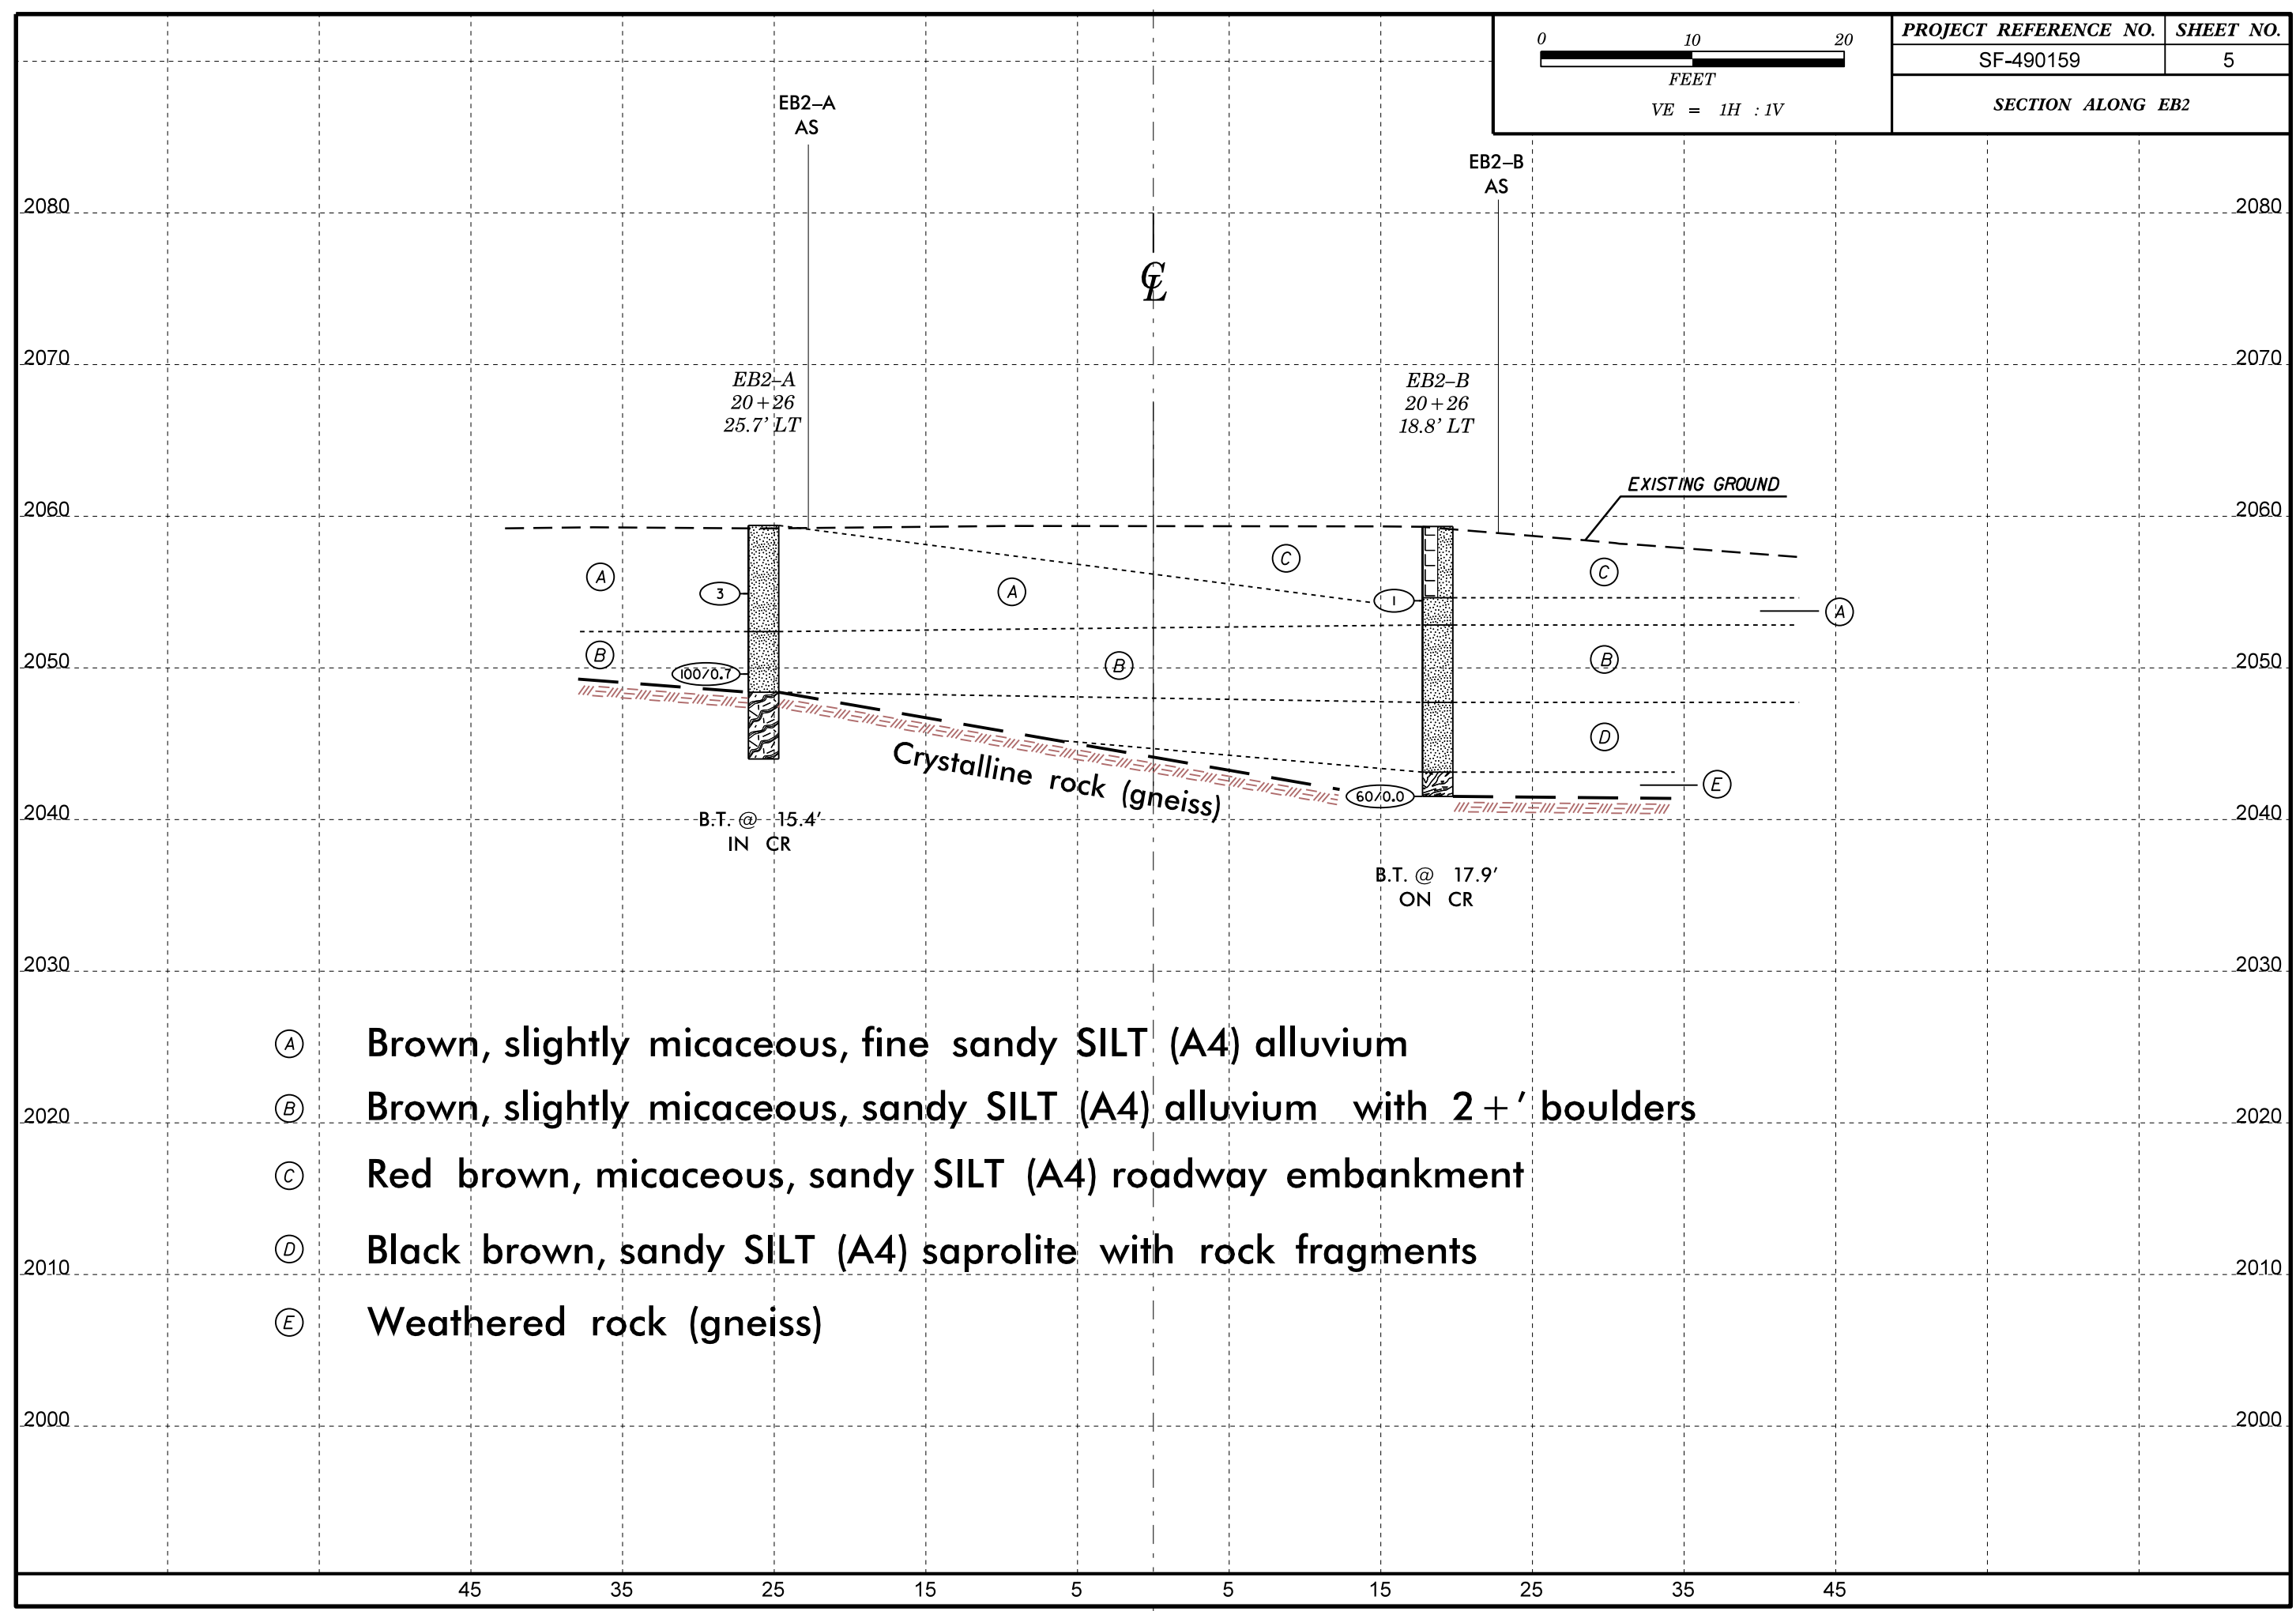 0 10 20
FEET
VE = 1H : 1V
PROJECT REFERENCE NO. SHEET NO.
SF-490159 5
SECTION ALONG EB2
EB2–A
AS
EB2–B
AS
2080 2080
℄
2070 2070
EB2–A
20+26
25.7' LT
EB2–B
20+26
18.8' LT
EXISTING GROUND
2060 2060
C
A
3
A
C
1
A
B
B
B
2050 2050
100/0.7
D
Crystalline rock (gneiss)
E
60/0.0
2040 2040
B.T. @ 15.4'
IN CR
B.T. @ 17.9'
ON CR
2030 2030
A Brown, slightly micaceous, fine sandy SILT (A4) alluvium
B Brown, slightly micaceous, sandy SILT (A4) alluvium with 2+' boulders
2020 2020
C Red brown, micaceous, sandy SILT (A4) roadway embankment
D Black brown, sandy SILT (A4) saprolite with rock fragments
2010 2010
E Weathered rock (gneiss)
2000 2000
45 35 25 15 5 5 15 25 35 45